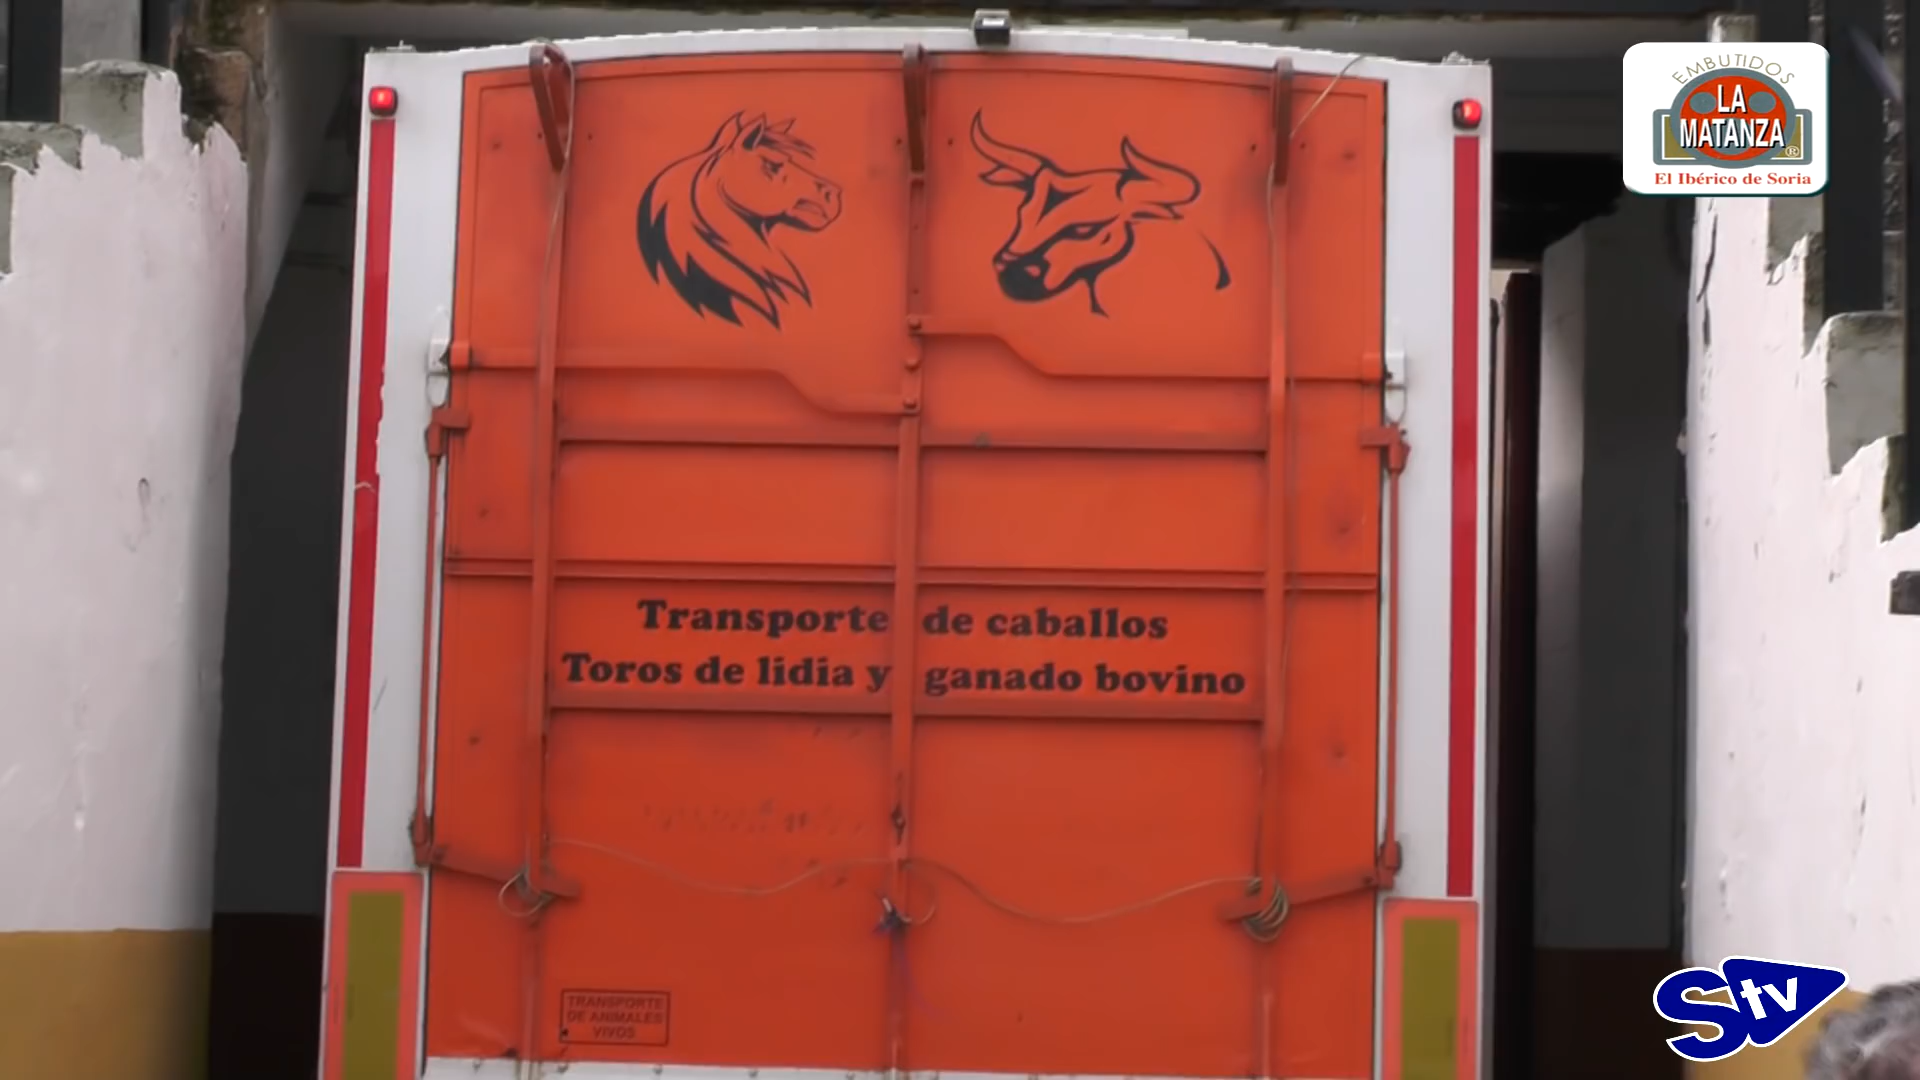 EMBUTIDOS
LA
MATANZA
®
El Ibérico de Soria
Transporte de caballos
Toros de lidia y ganado bovino
TRANSPORTE
DE ANIMALES
VIVOS
Stv